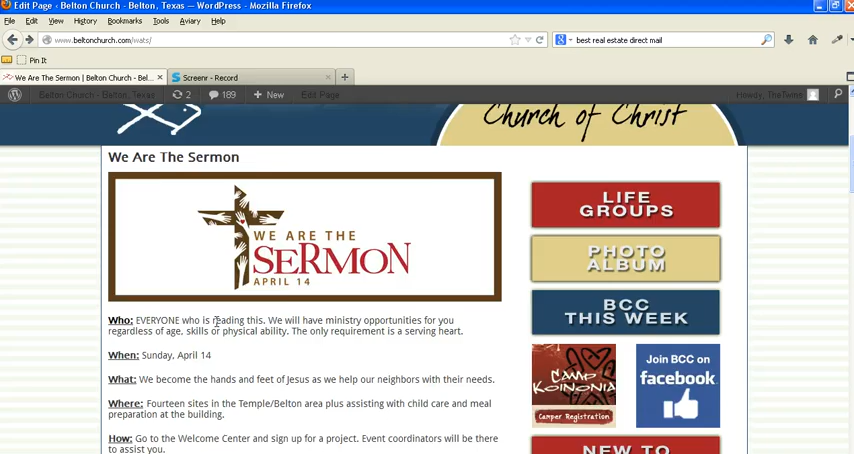 Edit Page ‹ Belton Church - Belton, Texas — WordPress - Mozilla Firefox
File Edit View History Bookmarks Tools Aviary Help
www.beltonchurch.com/wats/
best real estate direct mail
Pin It
We Are The Sermon | Belton Church - Bel...
Screenr - Record
Belton Church - Belton, Texas 2 189 + New Edit Page
Howdy, TheTerns
Church of Christ
We Are The Sermon
WE ARE THE
SERMON
APRIL 14
Who: EVERYONE who is reading this. We will have ministry opportunities for you
regardless of age, skills or physical ability. The only requirement is a serving heart.
When: Sunday, April 14
What: We become the hands and feet of Jesus as we help our neighbors with their needs.
Where: Fourteen sites in the Temple/Belton area plus assisting with child care and meal
preparation at the building.
How: Go to the Welcome Center and sign up for a project. Event coordinators will be there
to assist you.
LIFE
GROUPS
PHOTO
ALBUM
BCC
THIS WEEK
CAMP
KOINONIA
Camper Registration
Join BCC on
facebook
NEW TO